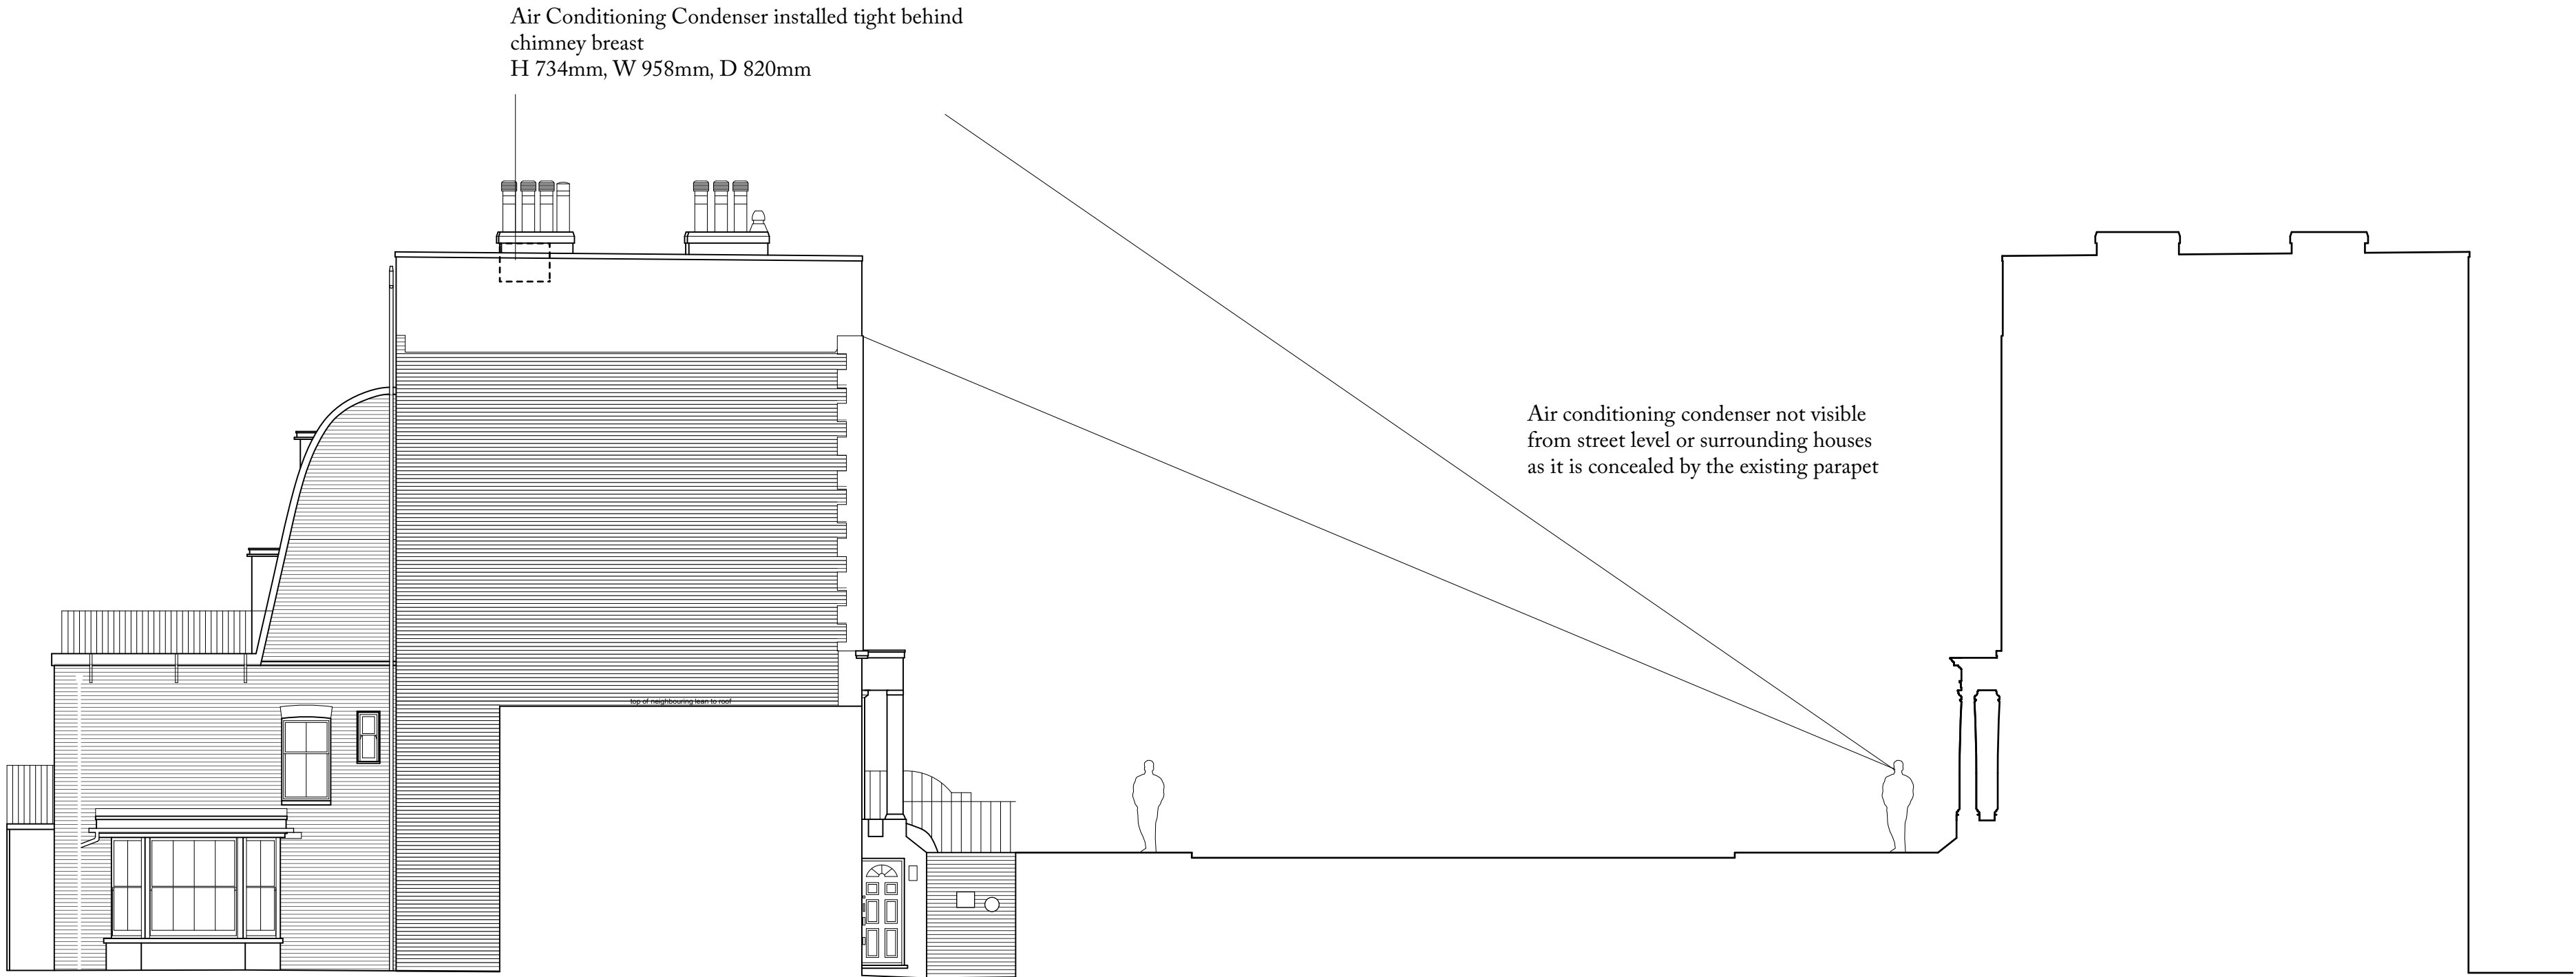 Air Conditioning Condenser installed tight behind
chimney breast
H 734mm, W 958mm, D 820mm
Air conditioning condenser not visible
from street level or surrounding houses
as it is concealed by the existing parapet
top of neighbouring lean to roof